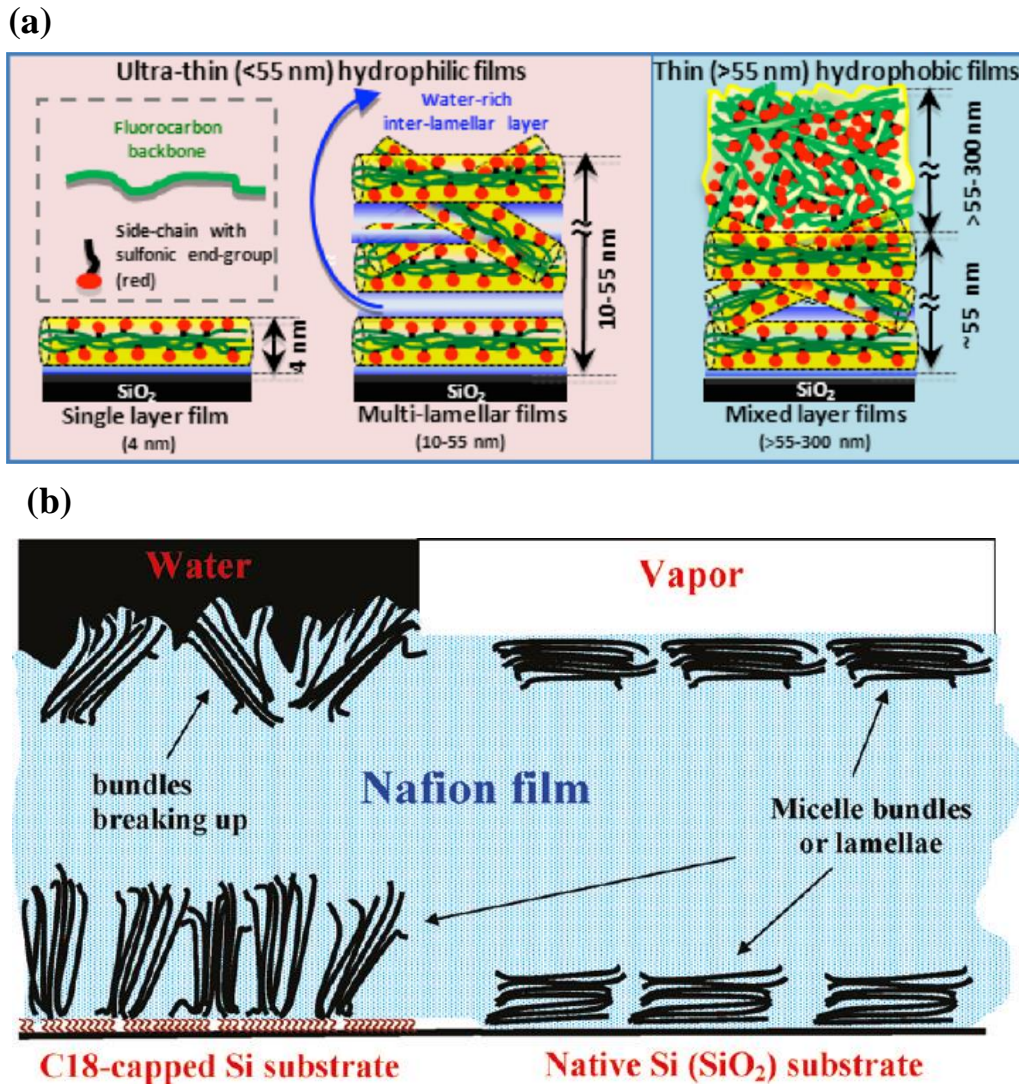 (a)
Ultra-thin (<55 nm) hydrophilic films
Thin (>55 nm) hydrophobic films
Fluorocarbon
backbone
Side-chain with
sulfonic end-group
(red)
Water-rich
inter-lamellar layer
4 nm
10-55 nm
>55-300 nm
~55 nm
SiO₂
SiO₂
SiO₂
Single layer film
(4 nm)
Multi-lamellar films
(10-55 nm)
Mixed layer films
(>55-300 nm)
(b)
Water
Vapor
bundles
breaking up
Nafion film
Micelle bundles
or lamellae
C18-capped Si substrate
Native Si (SiO₂) substrate